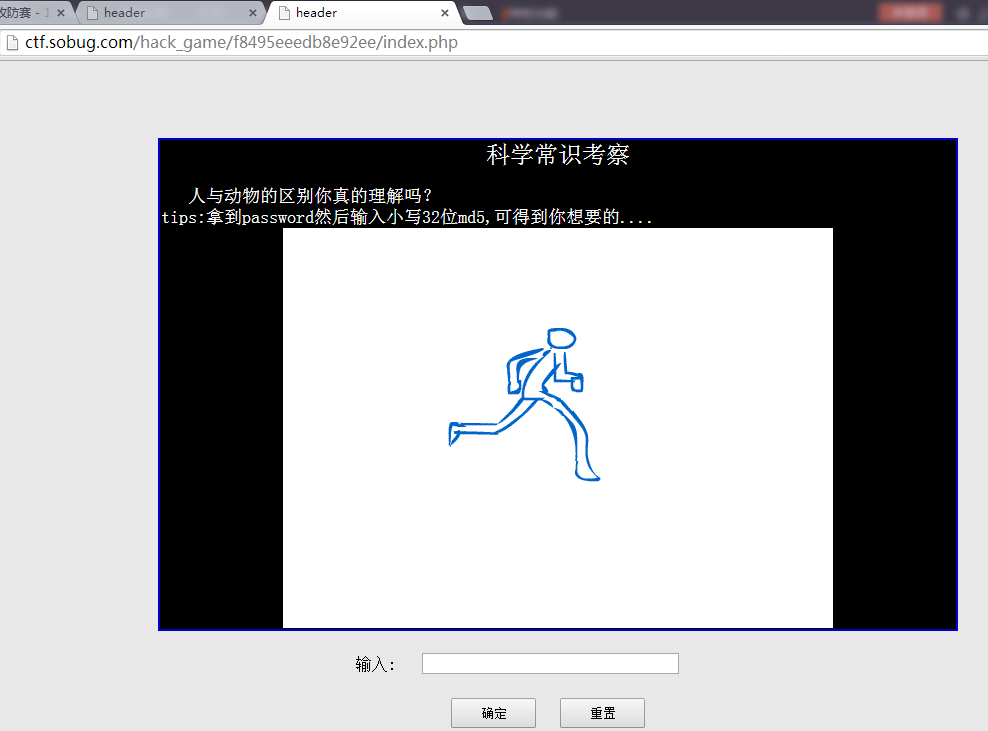 攻防赛 - 1
header
header
ctf.sobug.com/hack_game/f8495eeedb8e92ee/index.php
科学常识考察
人与动物的区别你真的理解吗?
tips:拿到password然后输入小写32位md5,可得到你想要的....
输入:
确定
重置